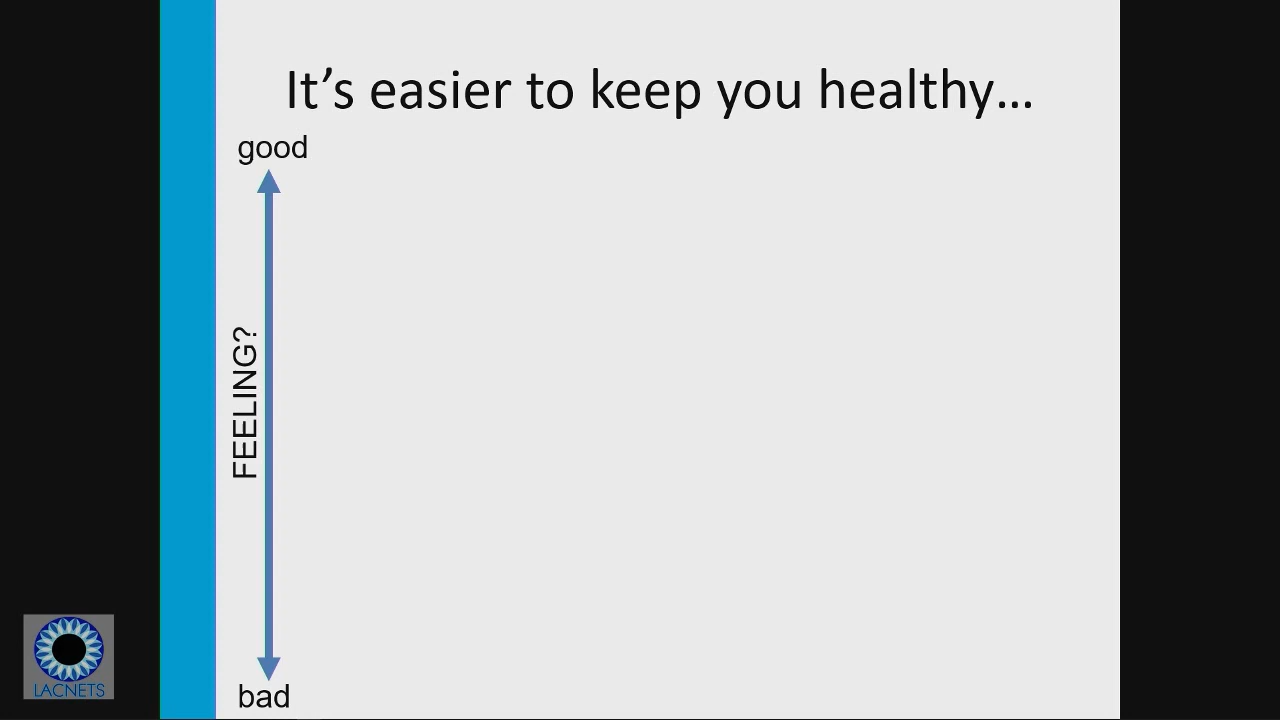 It's easier to keep you healthy...
good
FEELING?
bad
LACNETS